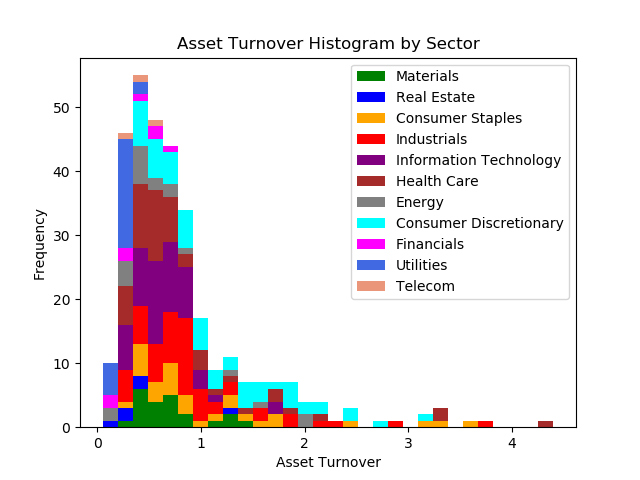 Asset Turnover Histogram by Sector
Materials
Real Estate
Consumer Staples
Industrials
Information Technology
Health Care
Energy
Consumer Discretionary
Financials
Utilities
Telecom
Frequency
50
40
30
20
10
0
0 1 2 3 4
Asset Turnover